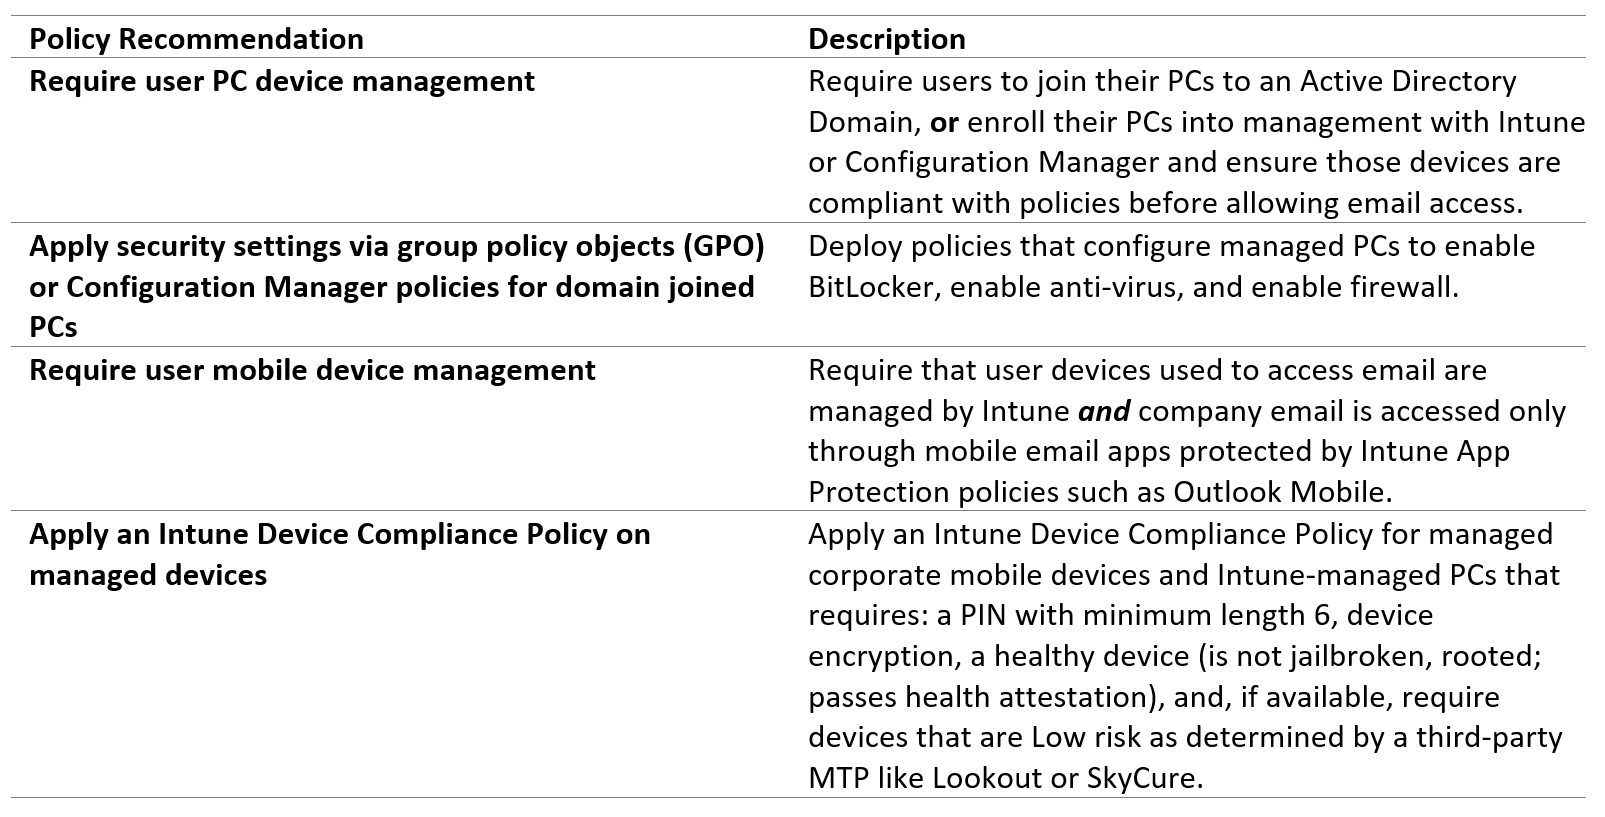 Policy Recommendation
Description
Require user PC device management
Require users to join their PCs to an Active Directory
Domain, or enroll their PCs into management with Intune
or Configuration Manager and ensure those devices are
compliant with policies before allowing email access.
Apply security settings via group policy objects (GPO)
or Configuration Manager policies for domain joined
PCs
Deploy policies that configure managed PCs to enable
BitLocker, enable anti-virus, and enable firewall.
Require user mobile device management
Require that user devices used to access email are
managed by Intune and company email is accessed only
through mobile email apps protected by Intune App
Protection policies such as Outlook Mobile.
Apply an Intune Device Compliance Policy on
managed devices
Apply an Intune Device Compliance Policy for managed
corporate mobile devices and Intune-managed PCs that
requires: a PIN with minimum length 6, device
encryption, a healthy device (is not jailbroken, rooted;
passes health attestation), and, if available, require
devices that are Low risk as determined by a third-party
MTP like Lookout or SkyCure.